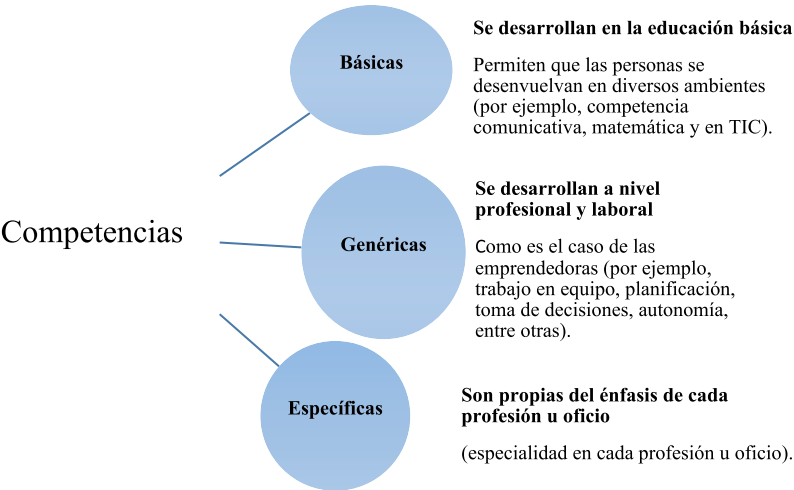 Competencias
Básicas
Se desarrollan en la educación básica
Permiten que las personas se
desenvuelvan en diversos ambientes
(por ejemplo, competencia
comunicativa, matemática y en TIC).
Genéricas
Se desarrollan a nivel
profesional y laboral
Como es el caso de las
emprendedoras (por ejemplo,
trabajo en equipo, planificación,
toma de decisiones, autonomía,
entre otras).
Específicas
Son propias del énfasis de cada
profesión u oficio
(especialidad en cada profesión u oficio).